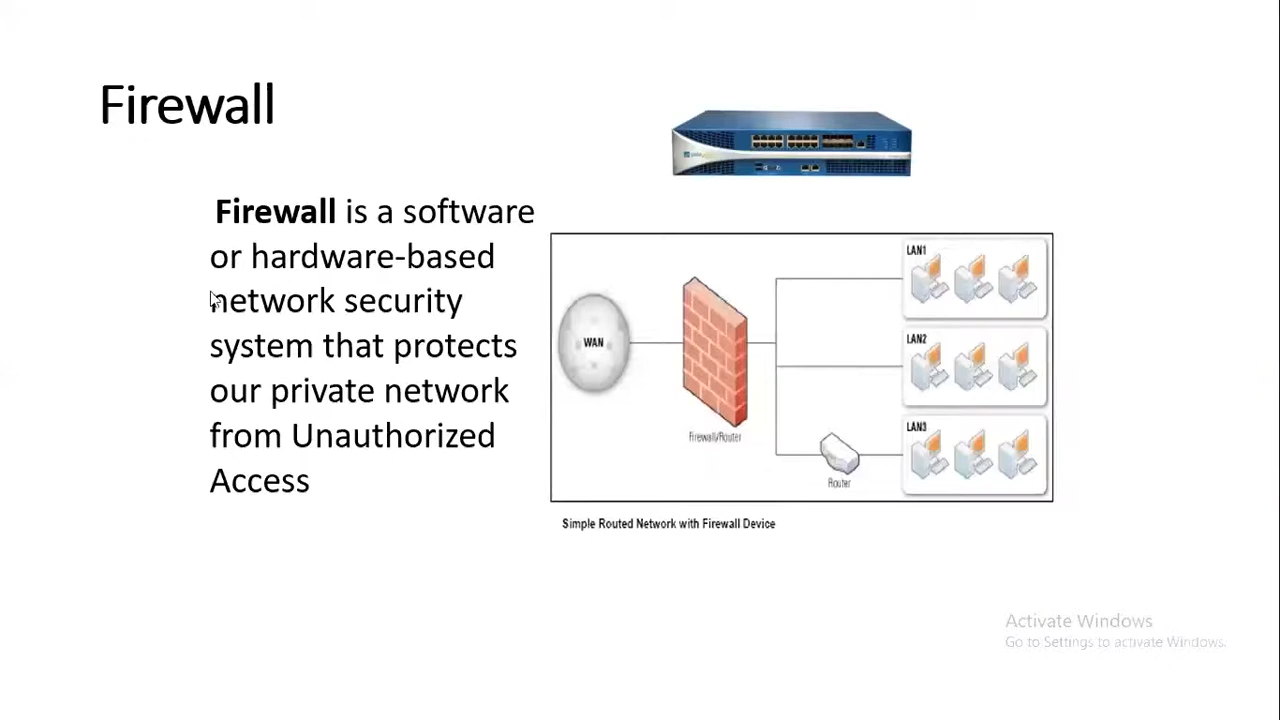 Firewall
Firewall is a software
or hardware-based
network security
system that protects
our private network
from Unauthorized
Access
WAN
Firewall/Router
LAN1
LAN2
LAN3
Router
Simple Routed Network with Firewall Device
Activate Windows
Go to Settings to activate Windows.